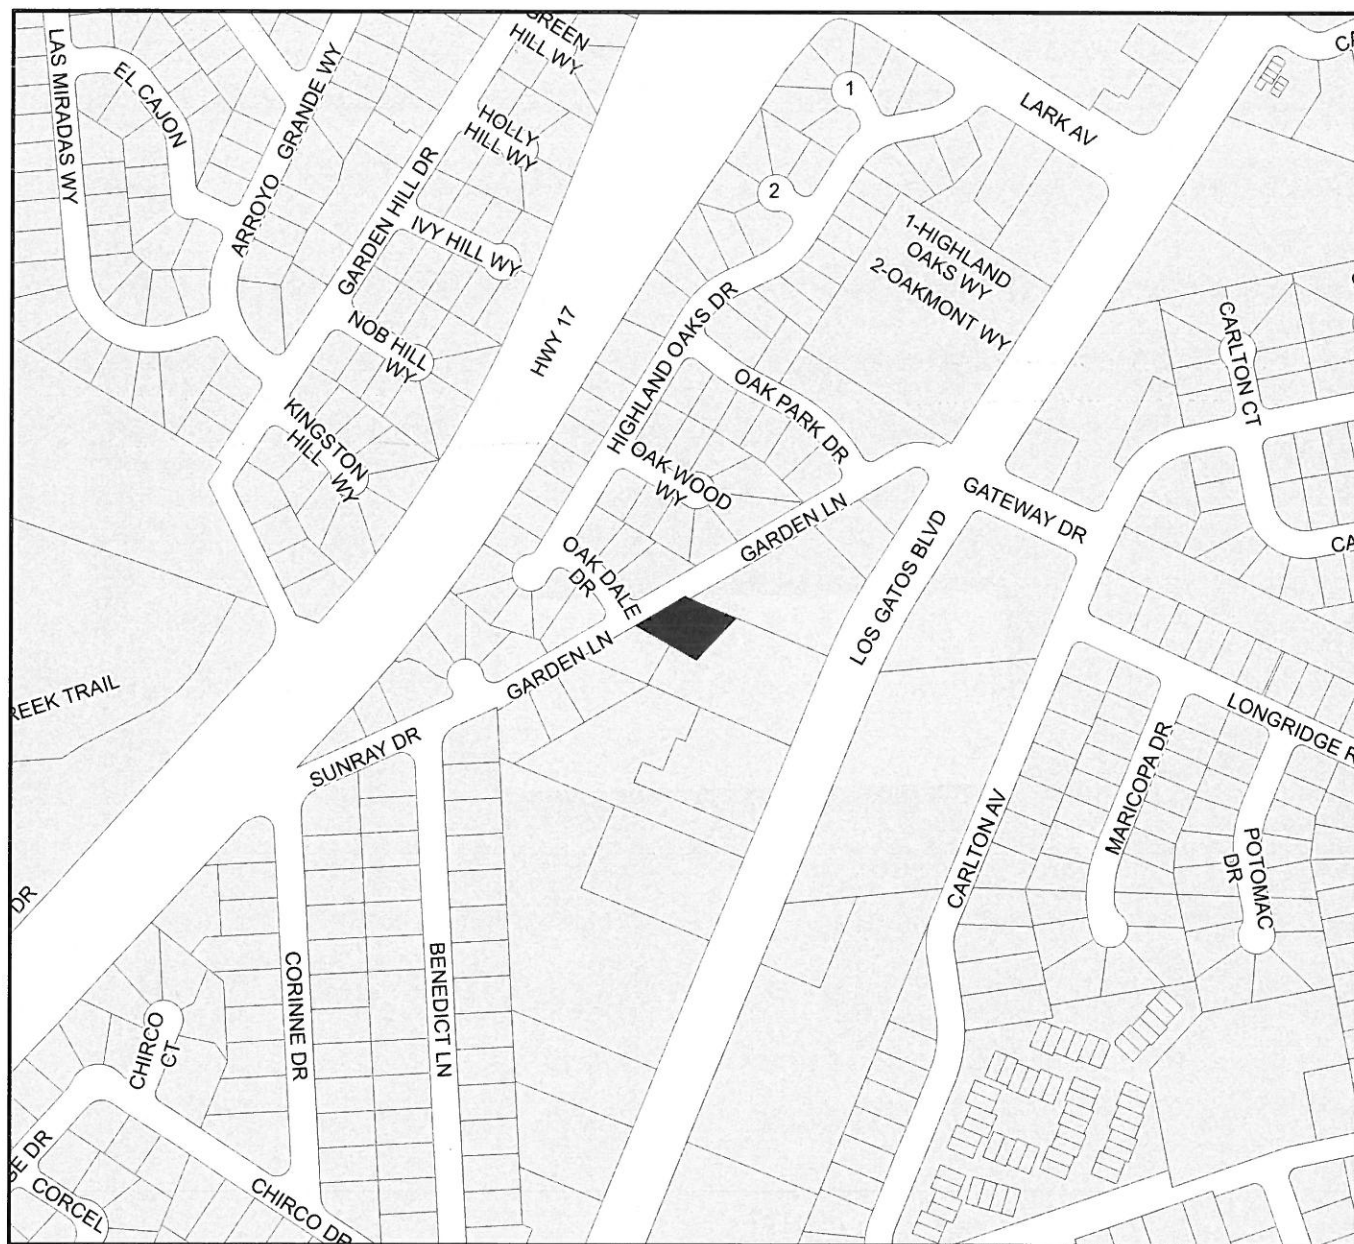 GREEN
HILL WY
CR
LAS MIRADAS WY
EL CAJON
ARROYO GRANDE WY
HOLLY
HILL WY
GARDEN HILL DR
IVY HILL WY
NOB HILL
WY
KINGSTON
HILL WY
HWY 17
1
2
LARK AV
1-HIGHLAND
OAKS WY
2-OAKMONT WY
HIGHLAND OAKS DR
OAK PARK DR
OAK WOOD
WY
OAK DALE
DR
GARDEN LN
GARDEN LN
GATEWAY DR
LOS GATOS BLVD
CARLTON CT
CA
REEK TRAIL
SUNRAY DR
LONGRIDGE R
MARICOPA DR
POTOMAC
DR
CARLTON AV
DR
CORINNE DR
BENEDICT LN
CHIRCO
CT
SE DR
CORCEL
CHIRCO DR